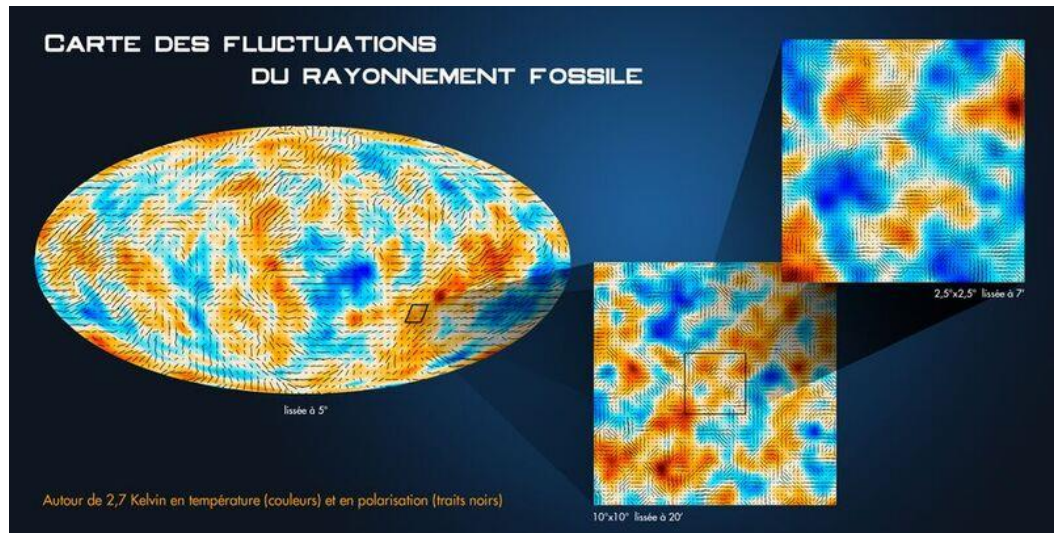 CARTE DES FLUCTUATIONS
DU RAYONNEMENT FOSSILE
2,5°x2,5° lissée à 7'
lissée à 5°
Autour de 2,7 Kelvin en température (couleurs) et en polarisation (traits noirs)
10°x10° lissée à 20'